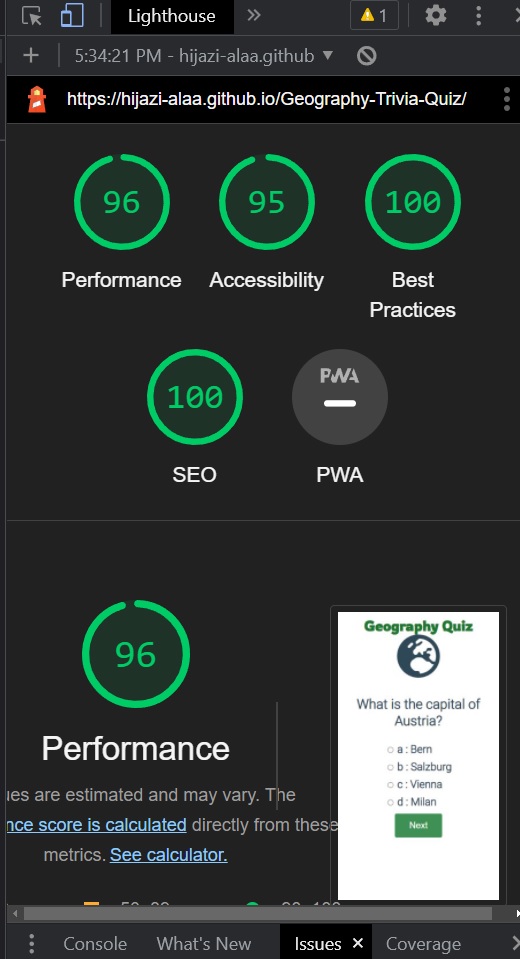 Lighthouse
1
5:34:21 PM - hijazi-alaa.github
https://hijazi-alaa.github.io/Geography-Trivia-Quiz/
96 95 100
Performance Accessibility Best
Practices
100 PWA
SEO PWA
96
Geography Quiz
What is the capital of
Austria?
a : Bern
b : Salzburg
c : Vienna
d : Milan
Next
Performance
ues are estimated and may vary. The
nce score is calculated directly from these
metrics. See calculator.
Console What's New Issues Coverage